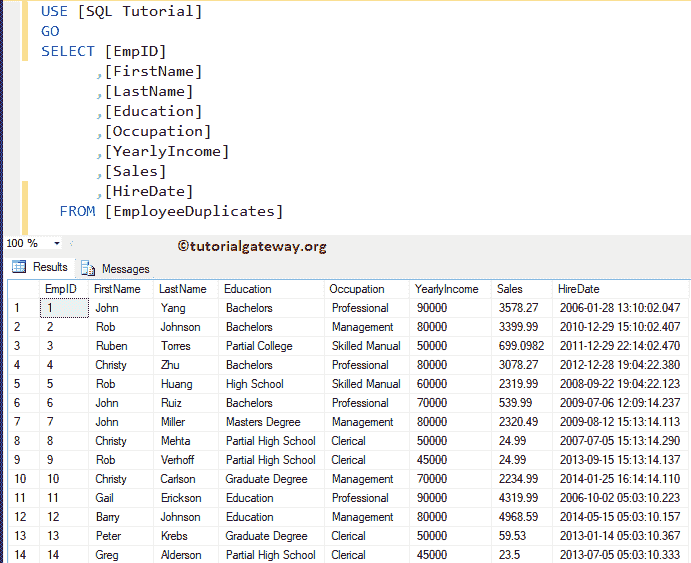 USE [SQL Tutorial]
GO
SELECT [EmpID]
,[FirstName]
,[LastName]
,[Education]
,[Occupation]
,[YearlyIncome]
,[Sales]
,[HireDate]
FROM [EmployeeDuplicates]
100 %
©tutorialgateway.org
Results Messages
EmpID FirstName LastName Education Occupation YearlyIncome Sales HireDate
1 1 John Yang Bachelors Professional 90000 3578.27 2006-01-28 13:10:02.047
2 2 Rob Johnson Bachelors Management 80000 3399.99 2010-12-29 15:10:02.407
3 3 Ruben Torres Partial College Skilled Manual 50000 699.0982 2011-12-29 22:14:02.470
4 4 Christy Zhu Bachelors Professional 80000 3078.27 2012-12-28 19:04:22.380
5 5 Rob Huang High School Skilled Manual 60000 2319.99 2008-09-22 19:04:22.123
6 6 John Ruiz Bachelors Professional 70000 539.99 2009-07-06 12:09:14.237
7 7 John Miller Masters Degree Management 80000 2320.49 2009-08-12 15:13:14.113
8 8 Christy Mehta Partial High School Clerical 50000 24.99 2007-07-05 15:13:14.290
9 9 Rob Verhoff Partial High School Clerical 45000 24.99 2013-09-15 15:13:14.137
10 10 Christy Carlson Graduate Degree Management 70000 2234.99 2014-01-25 16:14:14.110
11 11 Gail Erickson Education Professional 90000 4319.99 2006-10-02 05:03:10.223
12 12 Barry Johnson Education Management 80000 4968.59 2014-05-15 05:03:10.157
13 13 Peter Krebs Graduate Degree Clerical 50000 59.53 2013-01-14 05:03:10.367
14 14 Greg Alderson Partial High School Clerical 45000 23.5 2013-07-05 05:03:10.333